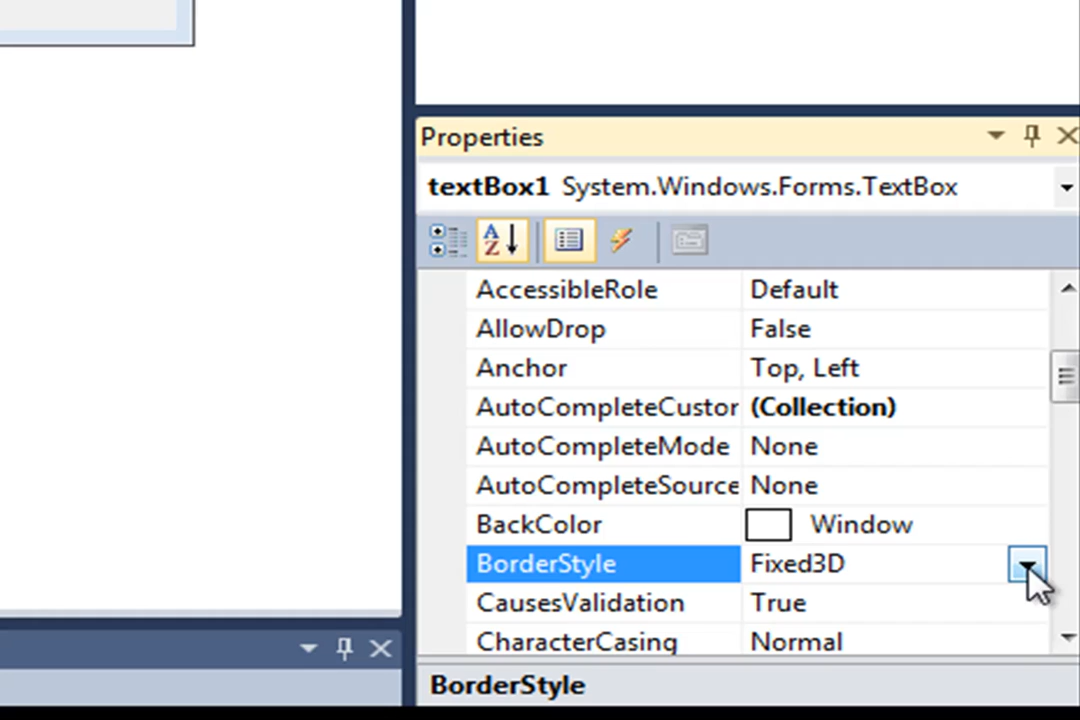 Properties
textBox1 System.Windows.Forms.TextBox
AccessibleRole Default
AllowDrop False
Anchor Top, Left
AutoCompleteCustor (Collection)
AutoCompleteMode None
AutoCompleteSource None
BackColor Window
BorderStyle Fixed3D
CausesValidation True
CharacterCasing Normal
BorderStyle